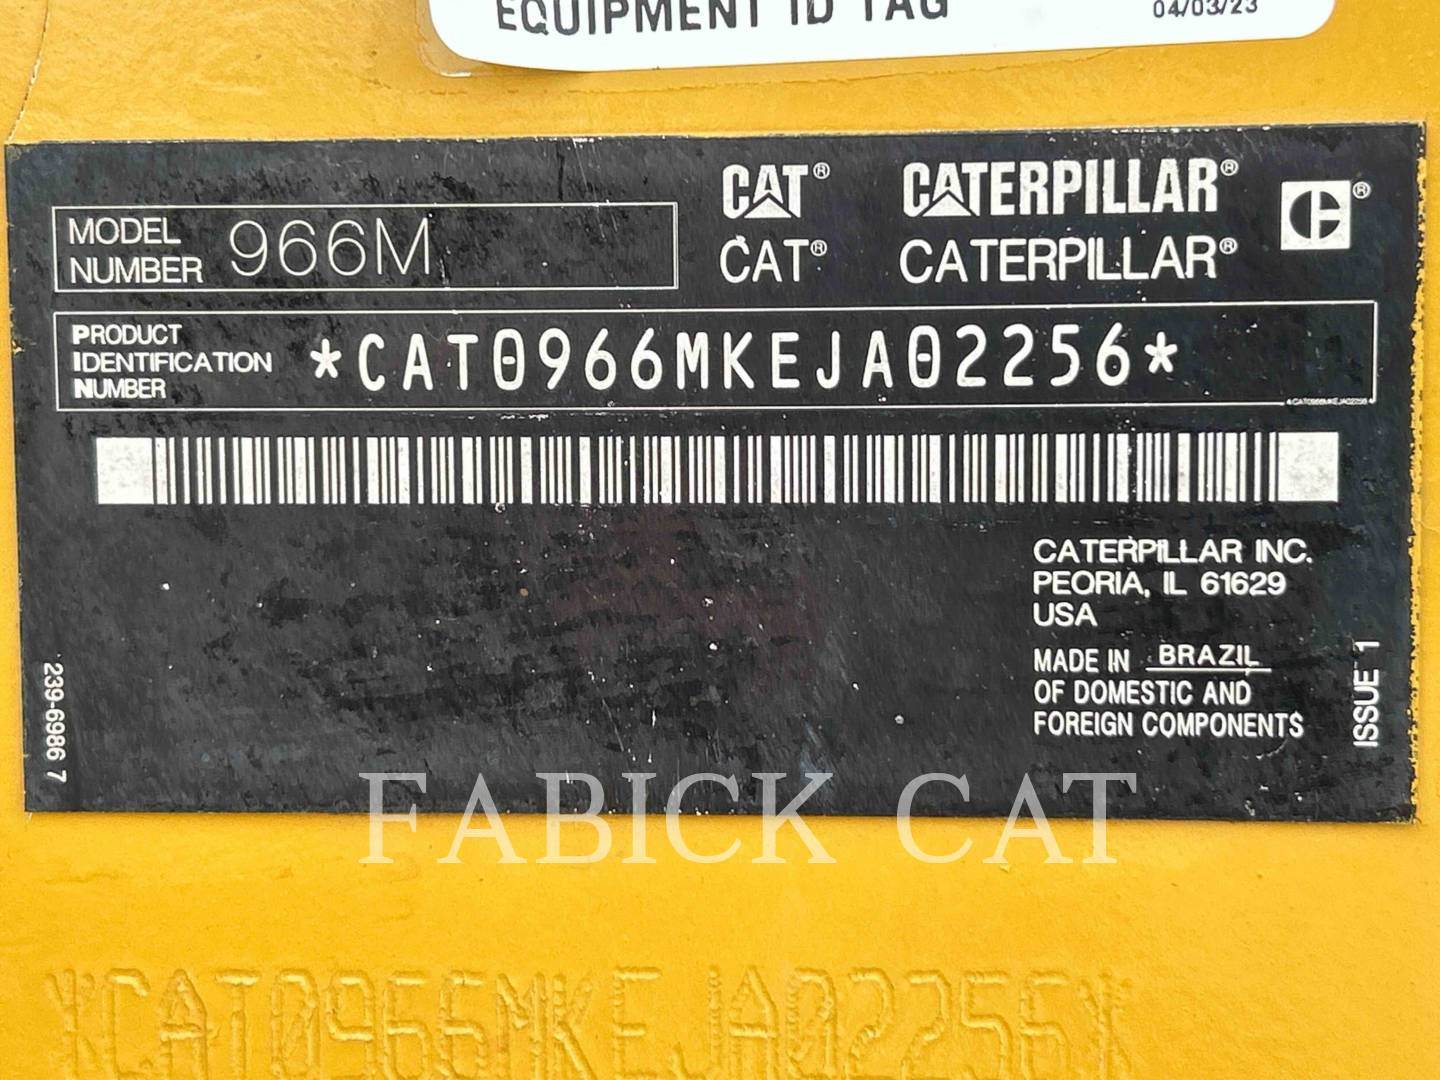 EQUIPMENT ID TAG 04/03/23
MODEL NUMBER 966M
CAT® CATERPILLAR® ®
CAT® CATERPILLAR®
PRODUCT IDENTIFICATION NUMBER *CAT0966MKEJA02256*
*CAT0966MKEJA02256*
CATERPILLAR INC.
PEORIA, IL 61629
USA
MADE IN BRAZIL
OF DOMESTIC AND
FOREIGN COMPONENTS
ISSUE 1
239-6986 7
FABICK CAT
*CAT0966MKEJA02256*